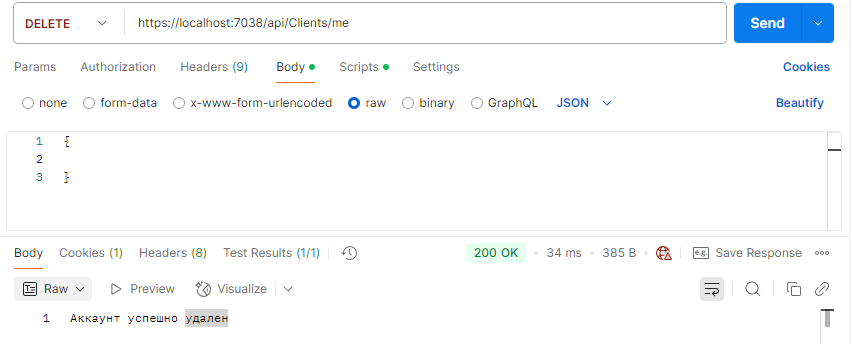 DELETE https://localhost:7038/api/Clients/me Send
Params Authorization Headers (9) Body Scripts Settings Cookies
none form-data x-www-form-urlencoded raw binary GraphQL JSON Beautify
1 {
2
3 }
Body Cookies (1) Headers (8) Test Results (1/1) 200 OK 34 ms 385 B e.g. Save Response
Raw Preview Visualize
1 Аккаунт успешно удален